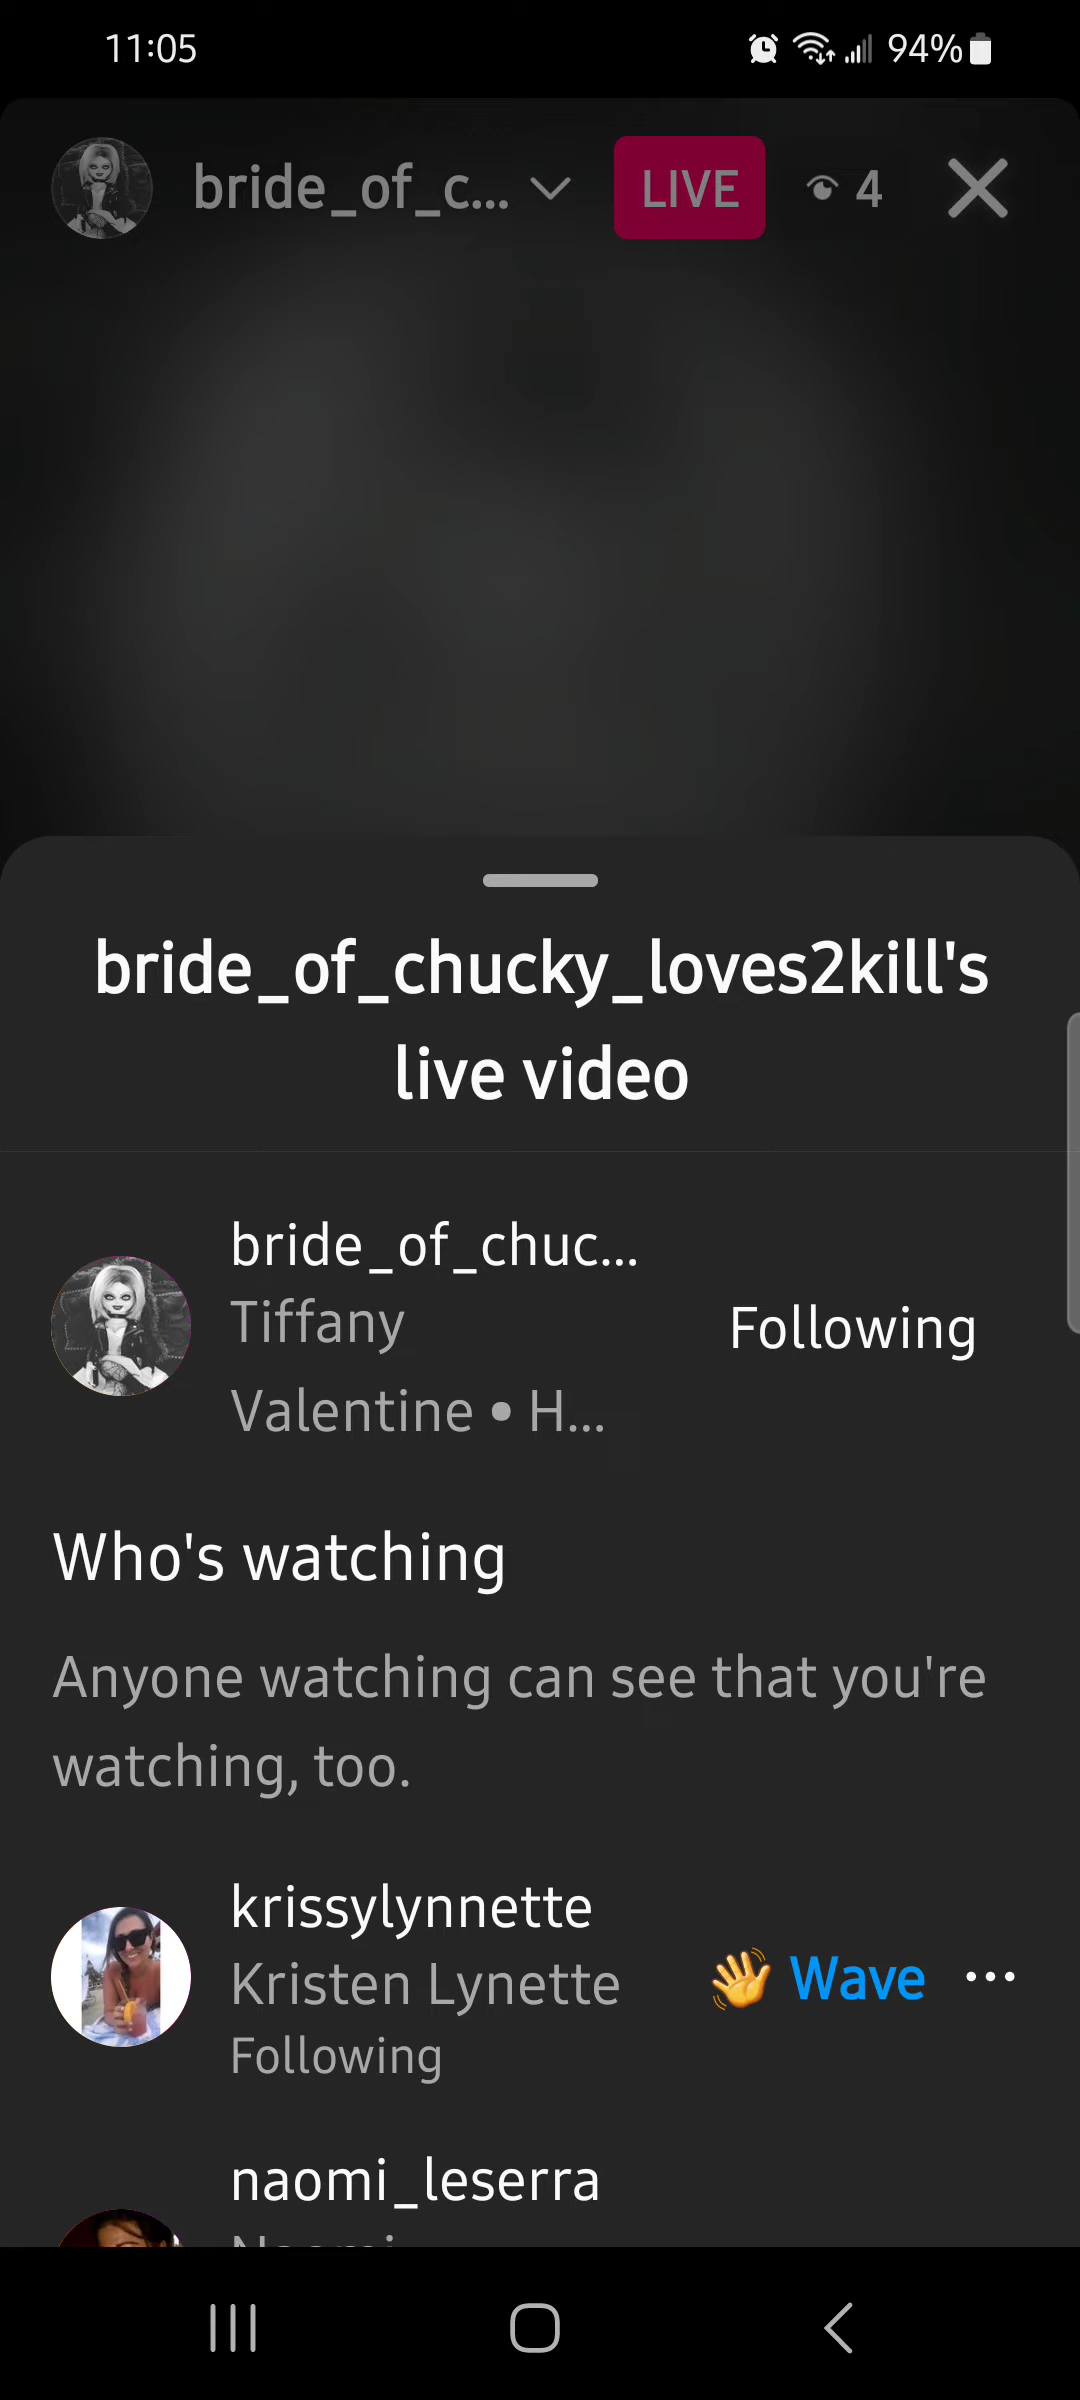 11:05 94%
bride_of_c... LIVE 4
bride_of_chucky_loves2kill's
live video
bride_of_chuc...
Tiffany
Valentine • H...
Following
Who's watching
Anyone watching can see that you're
watching, too.
krissylynnette
Kristen Lynette
Following
👋 Wave
naomi_leserra